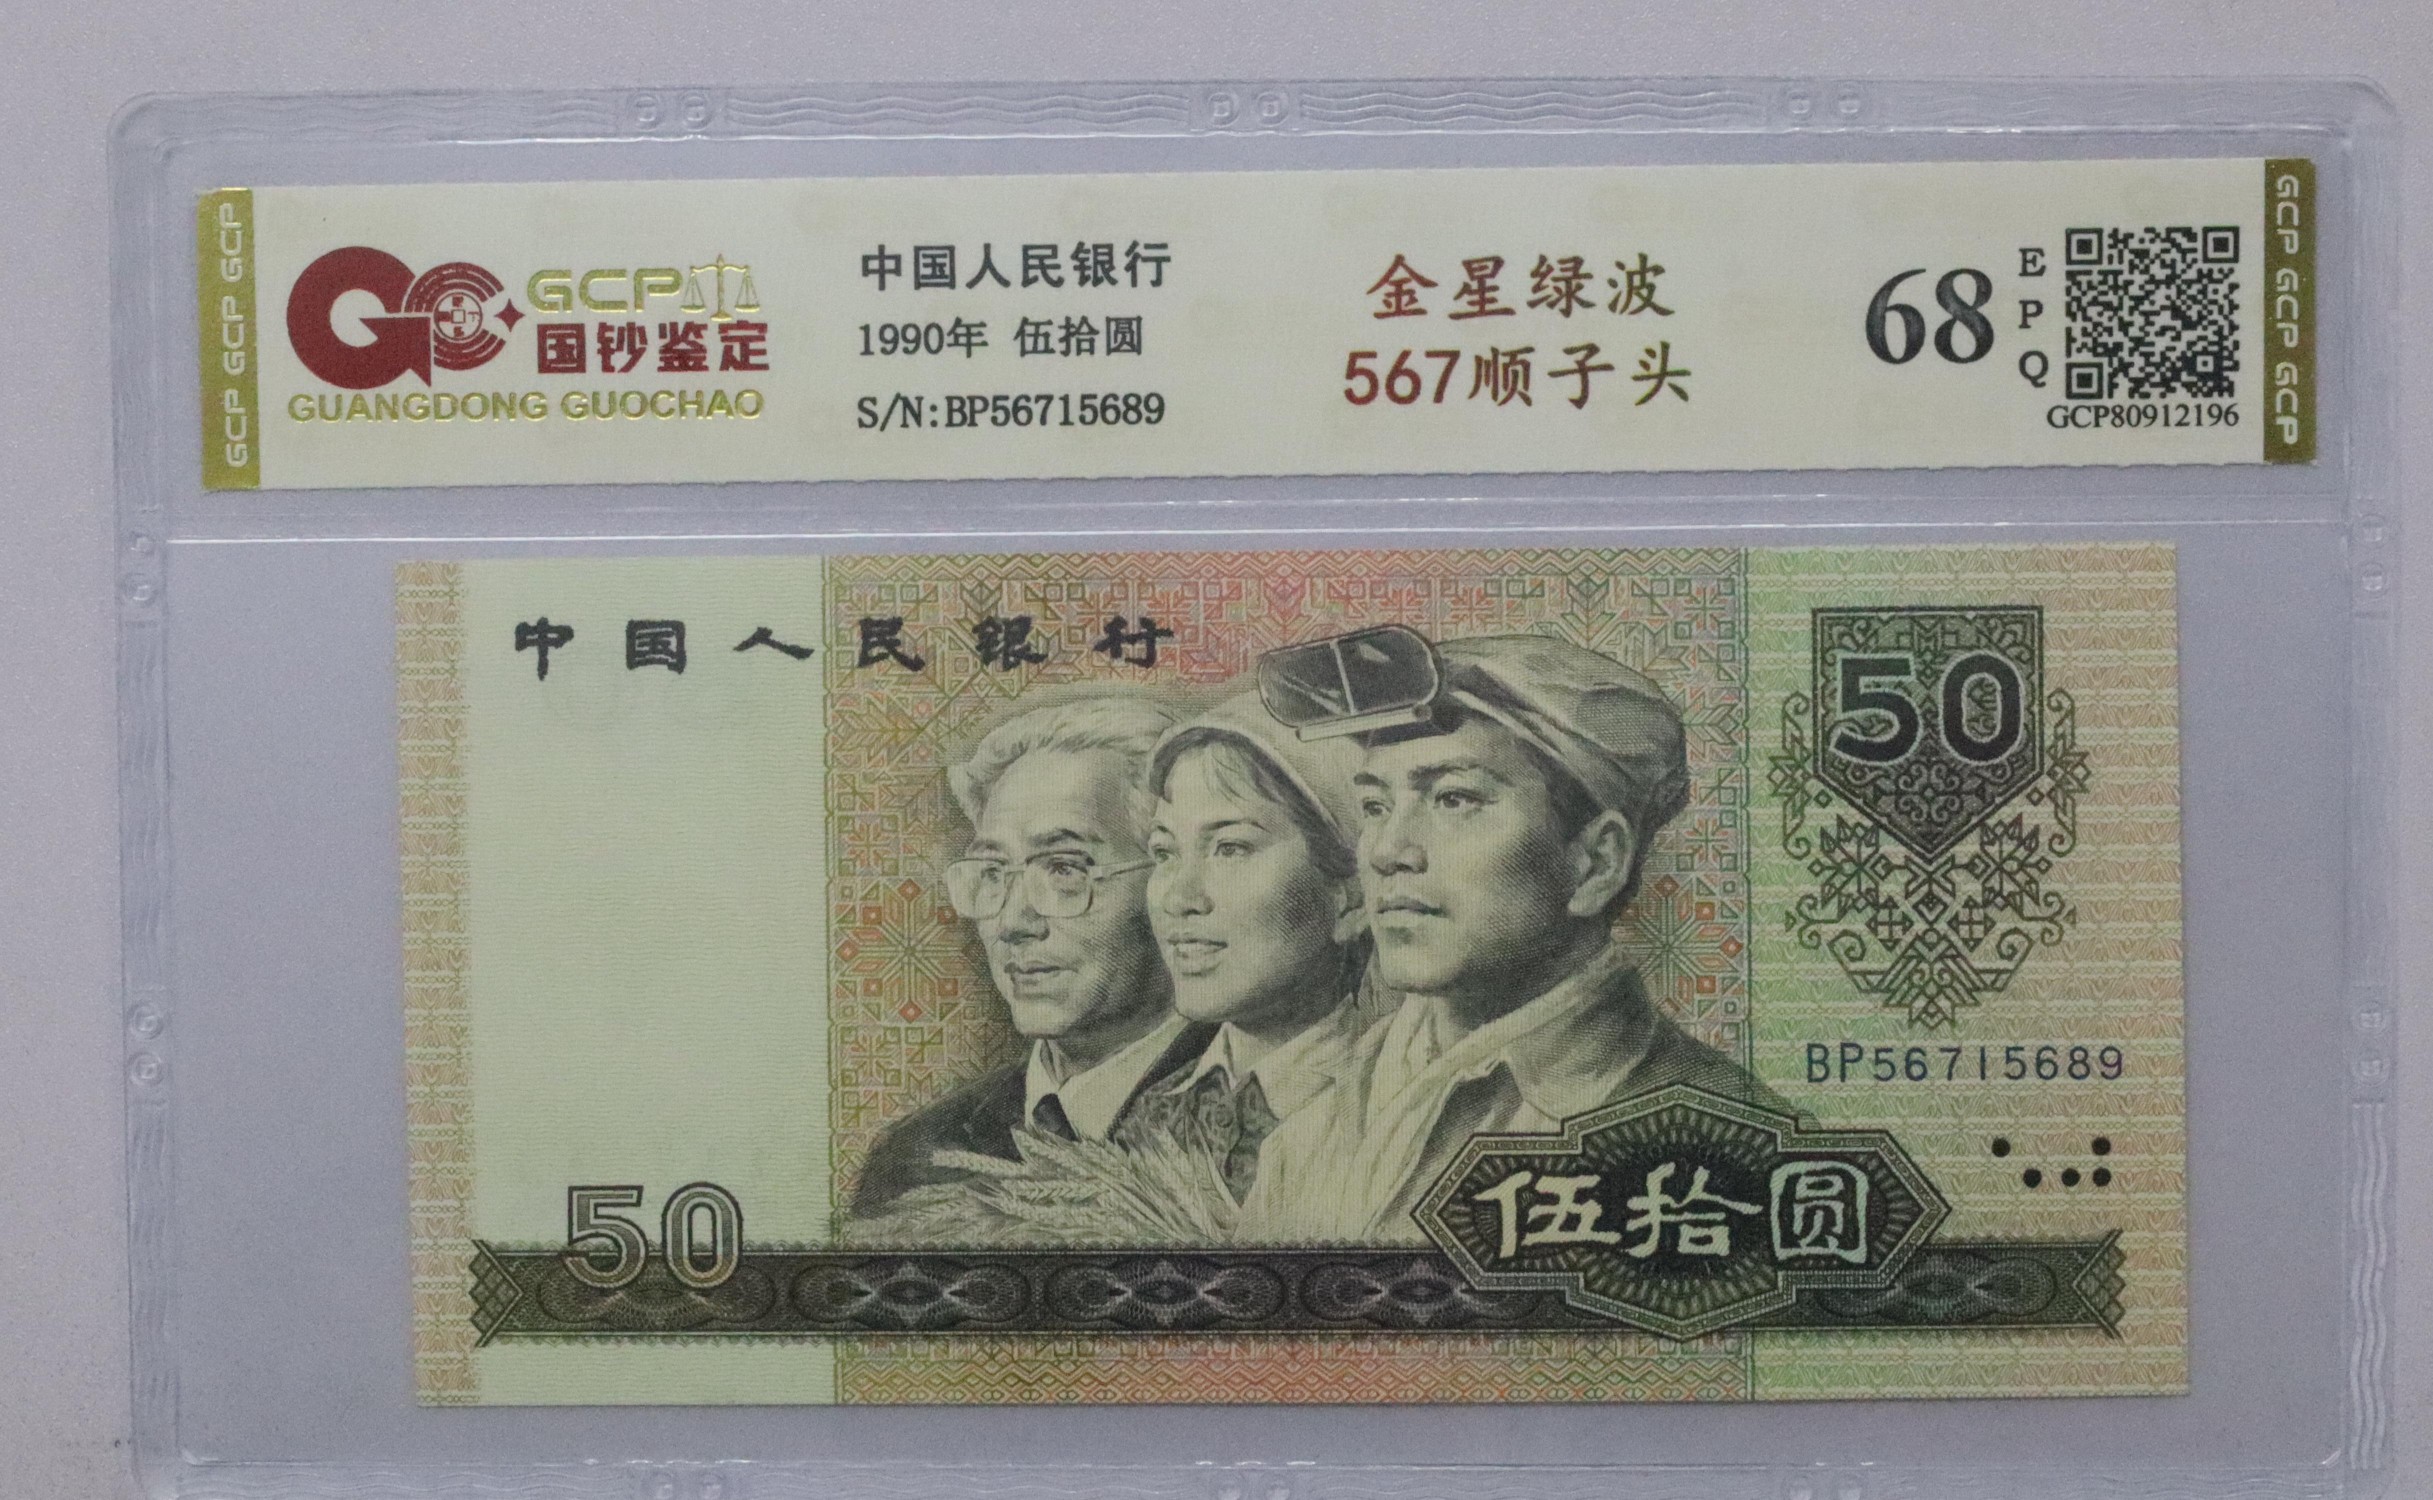 GCP GCP GCP
GCP
国钞鉴定
GUANGDONG GUOCHAO
中国人民银行
1990年 伍拾圆
S/N:BP56715689
金星绿波
567顺子头
68
EPQ
GCP80912196
GCP GCP GCP
中国人民银行
50
BP56715689
50
伍拾圆